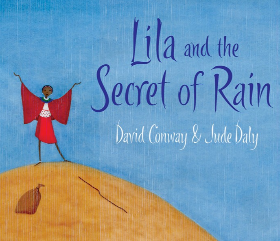 Lila and the
Secret of Rain
David Conway & Jude Daly